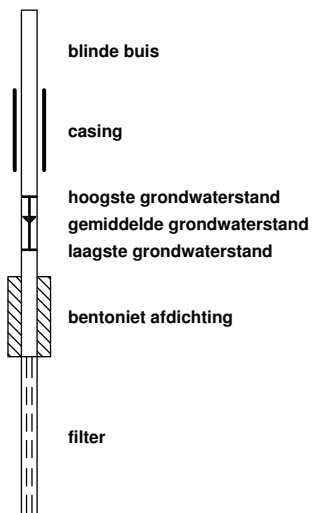 blinde buis
casing
hoogste grondwaterstand
gemiddelde grondwaterstand
laagste grondwaterstand
bentoniet afdichting
filter